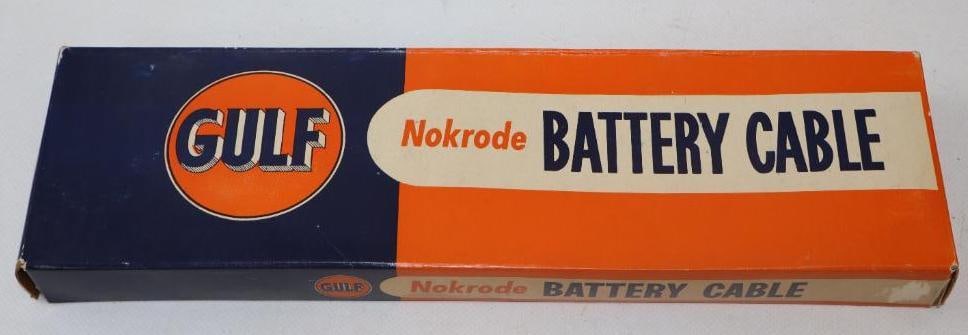 GULF
Nokrode BATTERY CABLE
GULF Nokrode BATTERY CABLE